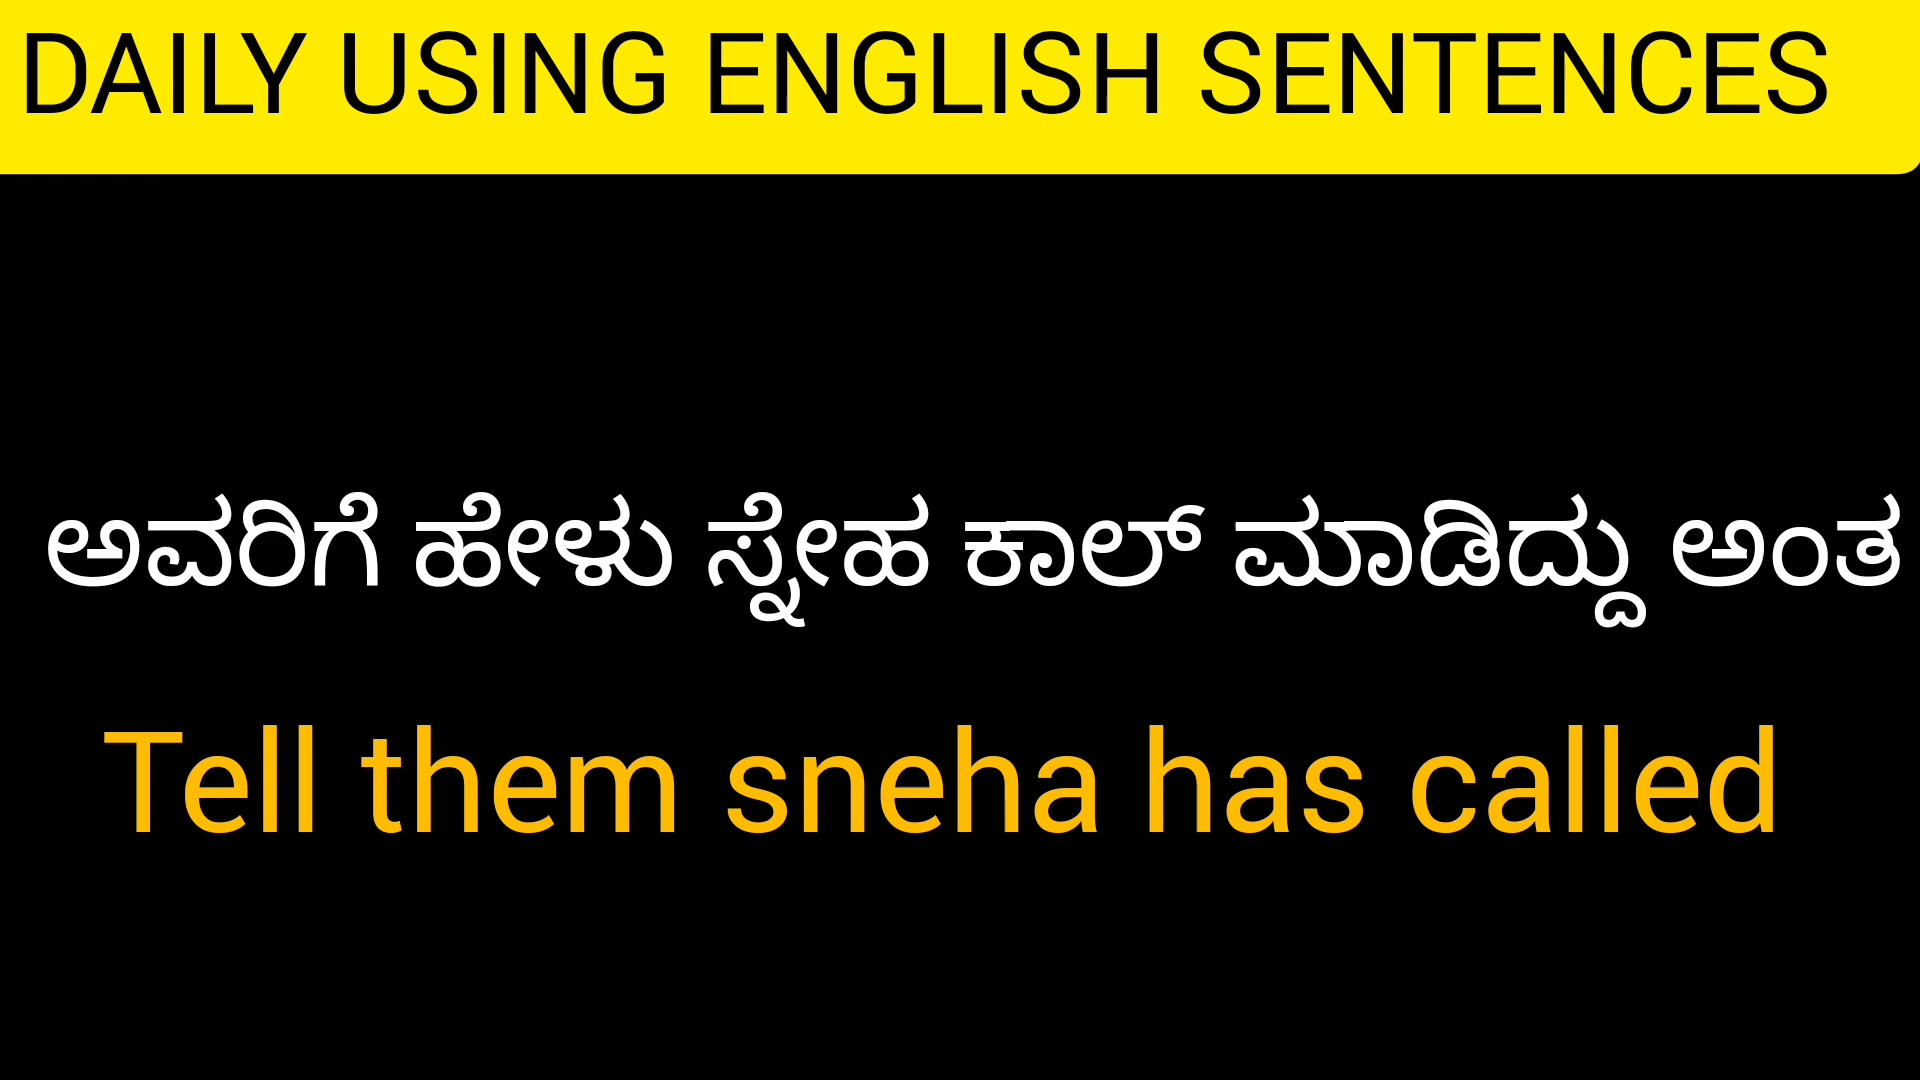 DAILY USING ENGLISH SENTENCES
ಅವರಿಗೆ ಹೇಳು ಸ್ನೇಹ ಕಾಲ್ ಮಾಡಿದ್ದು ಅಂತ
Tell them sneha has called